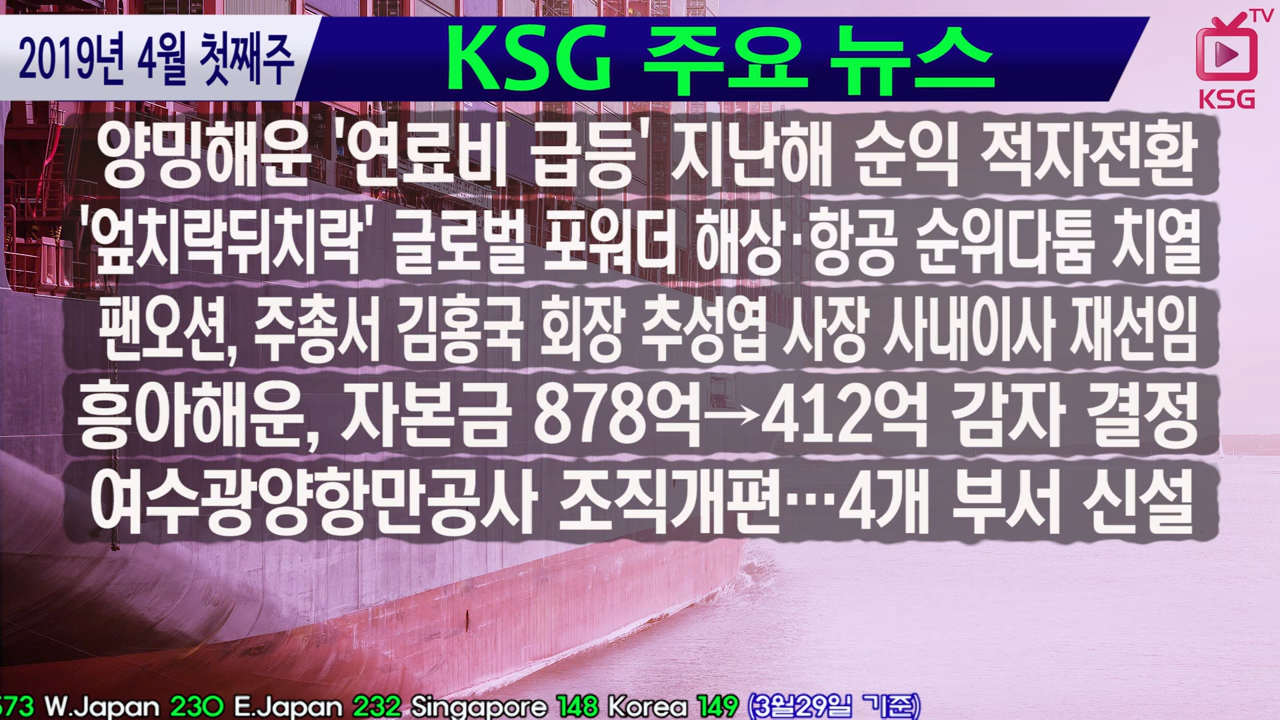 2019년 4월 첫째주
KSG 주요 뉴스
TV
KSG
양밍해운 '연료비 급등' 지난해 순익 적자전환
'엎치락뒤치락' 글로벌 포워더 해상·항공 순위다툼 치열
팬오션, 주총서 김홍국 회장 추성엽 사장 사내이사 재선임
흥아해운, 자본금 878억→412억 감자 결정
여수광양항만공사 조직개편…4개 부서 신설
573 W.Japan 230 E.Japan 232 Singapore 148 Korea 149 (3월29일 기준)